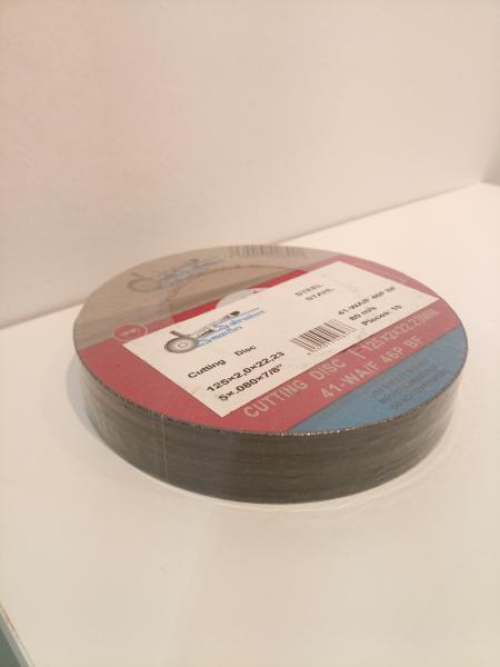 STEEL
STAHL
41-WA/F 46P BF
80 m/s
Pieces- 10
Cutting Disc
125×2,0×22,23
5×.080×7/8"
CUTTING DISC
125x2x22,23MM
41-WA/F 46P BF